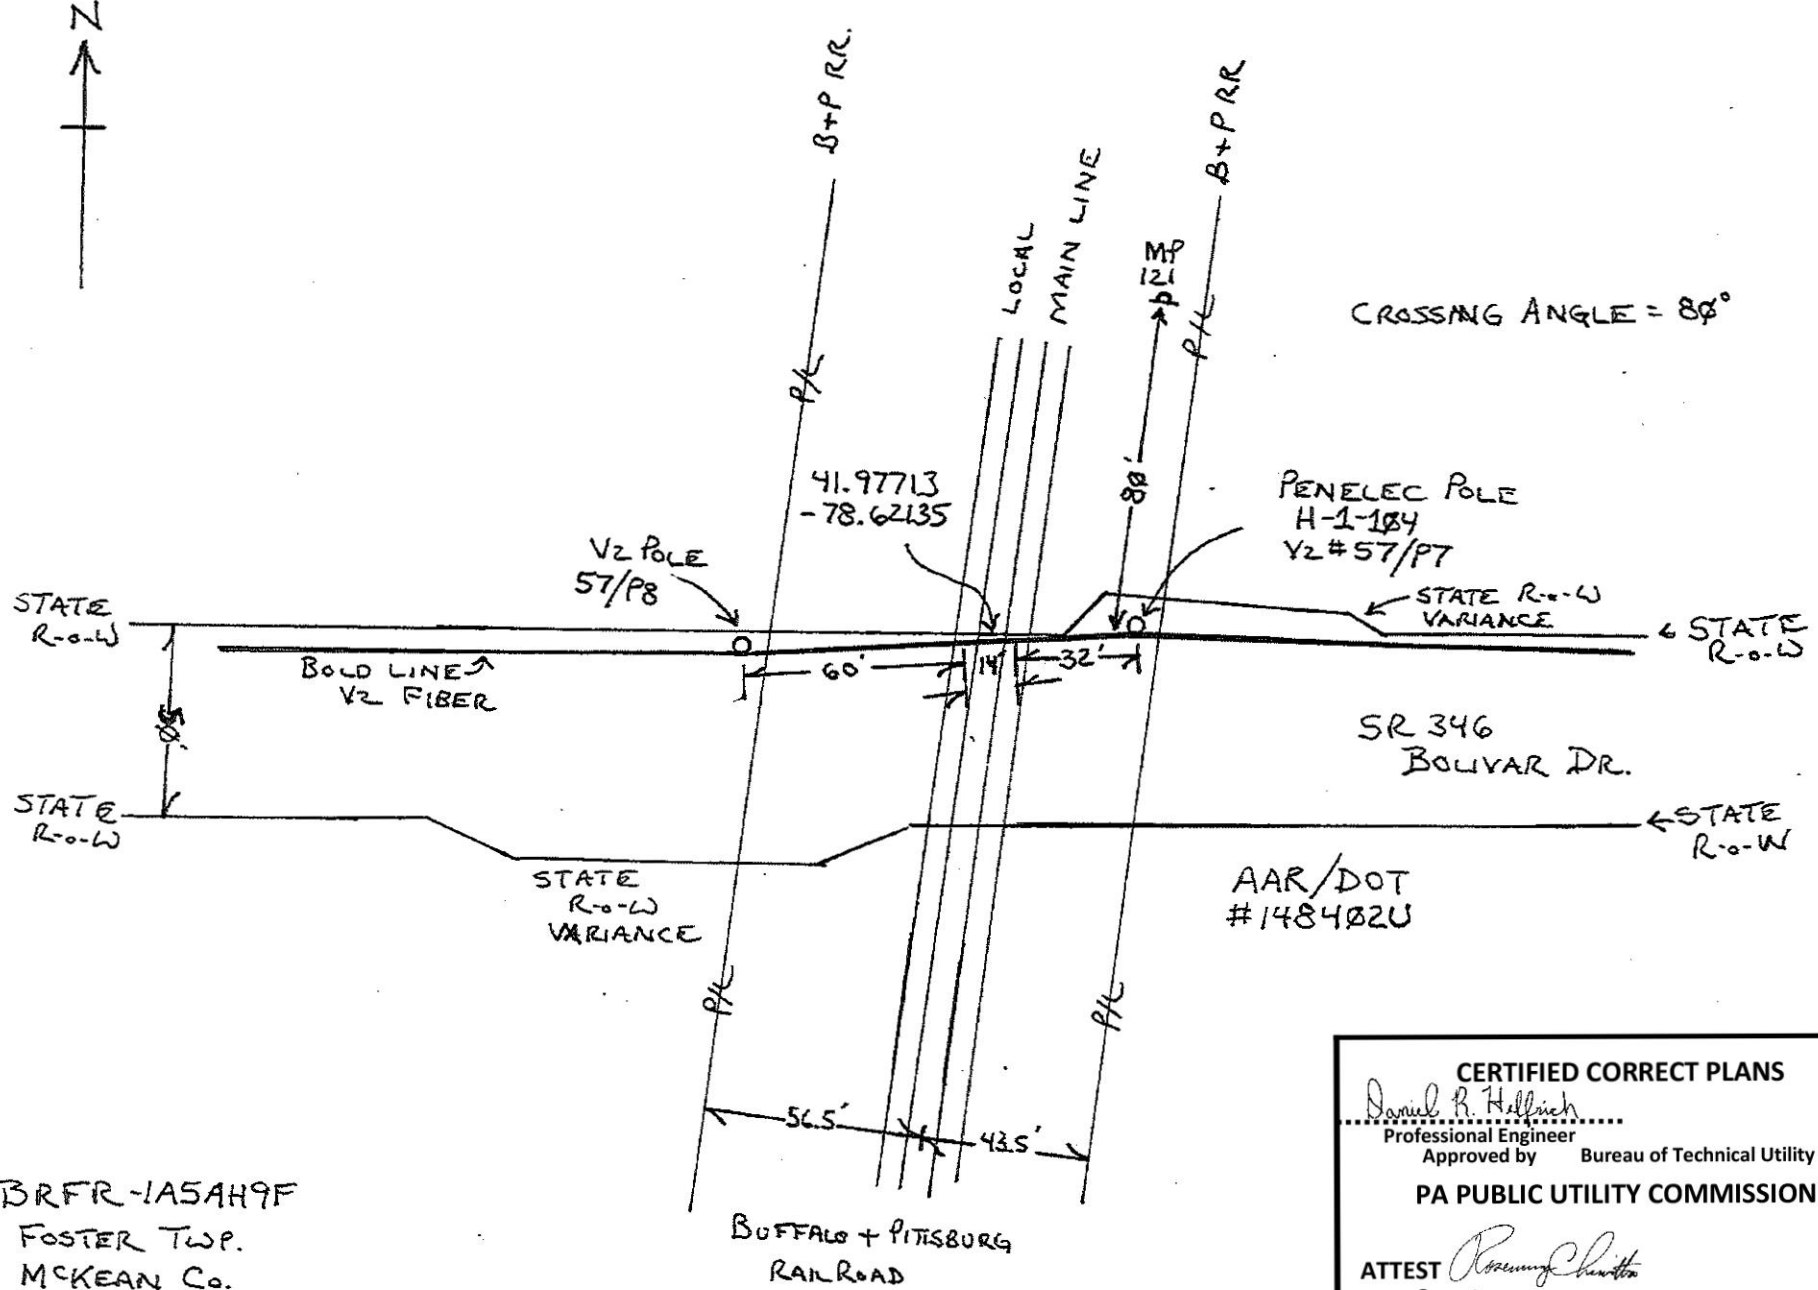 N
B+P R.R.
B+P RR
LOCAL
MAIN LINE
MP
121
P/L
P/L
CROSSING ANGLE = 80°
80'
41.97713
-78.62135
PENELEC POLE
H-1-104
VZ#57/P7
VZ POLE
57/P8
STATE
R-o-W
STATE R-o-W
VARIANCE
STATE
R-o-W
60'
14'
32'
BOLD LINE
VZ FIBER
SR 346
BOLIVAR DR.
STATE
R-o-W
STATE
R-o-W
STATE
R-o-W
VARIANCE
AAR/DOT
#148402U
P/L
P/L
56.5'
43.5'
BUFFALO + PITTSBURG
RAILROAD
BRFR-1A5AH9F
FOSTER TWP.
MCKEAN CO.
CERTIFIED CORRECT PLANS
Daniel R. Helfrich
Professional Engineer
Approved by Bureau of Technical Utility
PA PUBLIC UTILITY COMMISSION
ATTEST Rosemary Chiavetta